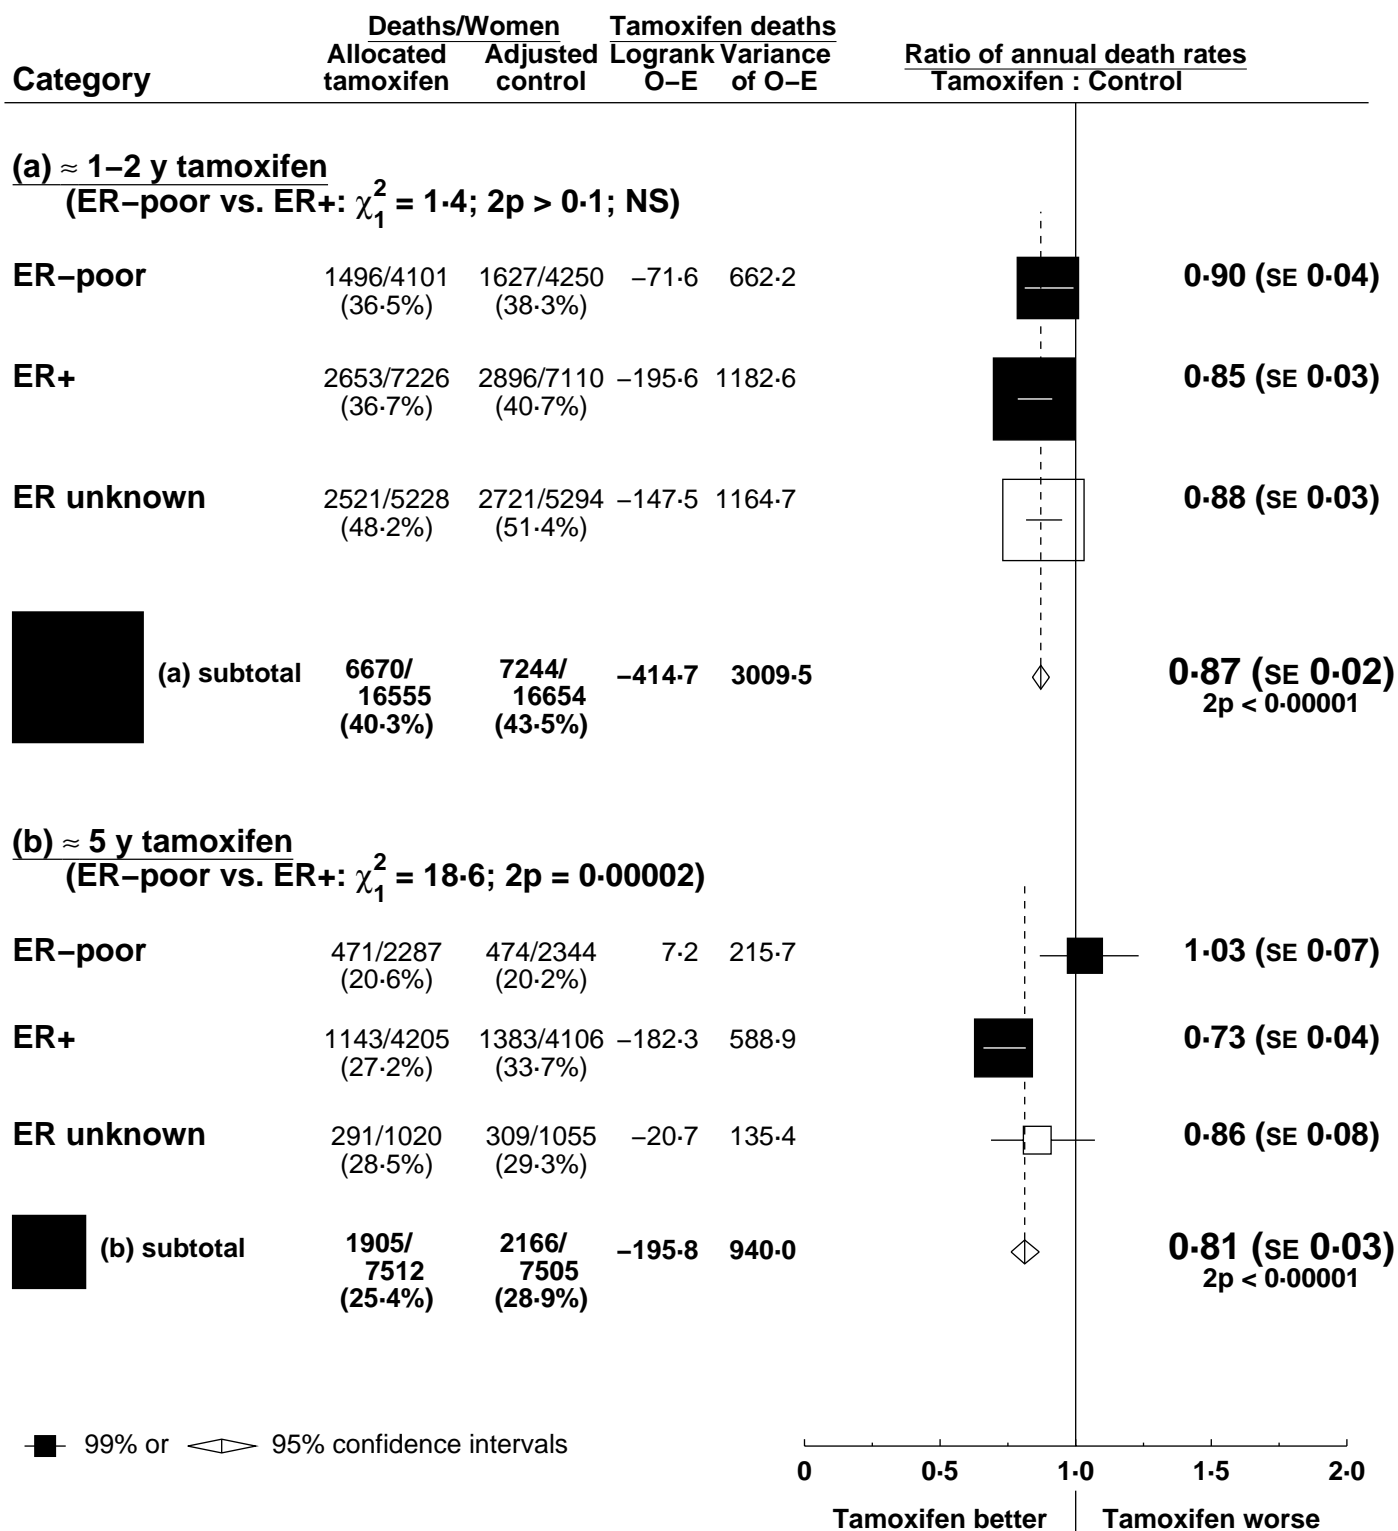 Deaths/Women Tamoxifen deaths
Allocated Adjusted Logrank Variance Ratio of annual death rates
Category tamoxifen control O–E of O–E Tamoxifen : Control
(a) ≈ 1–2 y tamoxifen
(ER–poor vs. ER+: χ²₁ = 1·4; 2p > 0·1; NS)
ER–poor 1496/4101 1627/4250 –71·6 662·2 0·90 (SE 0·04)
(36·5%) (38·3%)
ER+ 2653/7226 2896/7110 –195·6 1182·6 0·85 (SE 0·03)
(36·7%) (40·7%)
ER unknown 2521/5228 2721/5294 –147·5 1164·7 0·88 (SE 0·03)
(48·2%) (51·4%)
(a) subtotal 6670/ 7244/ –414·7 3009·5 0·87 (SE 0·02)
16555 16654 2p < 0·00001
(40·3%) (43·5%)
(b) ≈ 5 y tamoxifen
(ER–poor vs. ER+: χ²₁ = 18·6; 2p = 0·00002)
ER–poor 471/2287 474/2344 7·2 215·7 1·03 (SE 0·07)
(20·6%) (20·2%)
ER+ 1143/4205 1383/4106 –182·3 588·9 0·73 (SE 0·04)
(27·2%) (33·7%)
ER unknown 291/1020 309/1055 –20·7 135·4 0·86 (SE 0·08)
(28·5%) (29·3%)
(b) subtotal 1905/ 2166/ –195·8 940·0 0·81 (SE 0·03)
7512 7505 2p < 0·00001
(25·4%) (28·9%)
99% or 95% confidence intervals
0 0·5 1·0 1·5 2·0
Tamoxifen better Tamoxifen worse